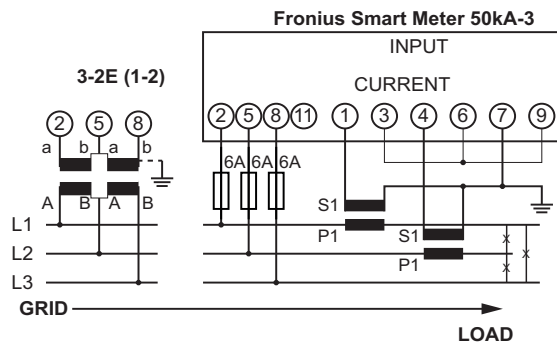 Fronius Smart Meter 50kA-3
INPUT
3-2E (1-2)
CURRENT
2 5 8
2 5 8 11 1 3 4 6 7 9
a b a b
6A 6A 6A
A B A B
S1
L1
P1
S1
L2
P1
x x x
L3
GRID
LOAD